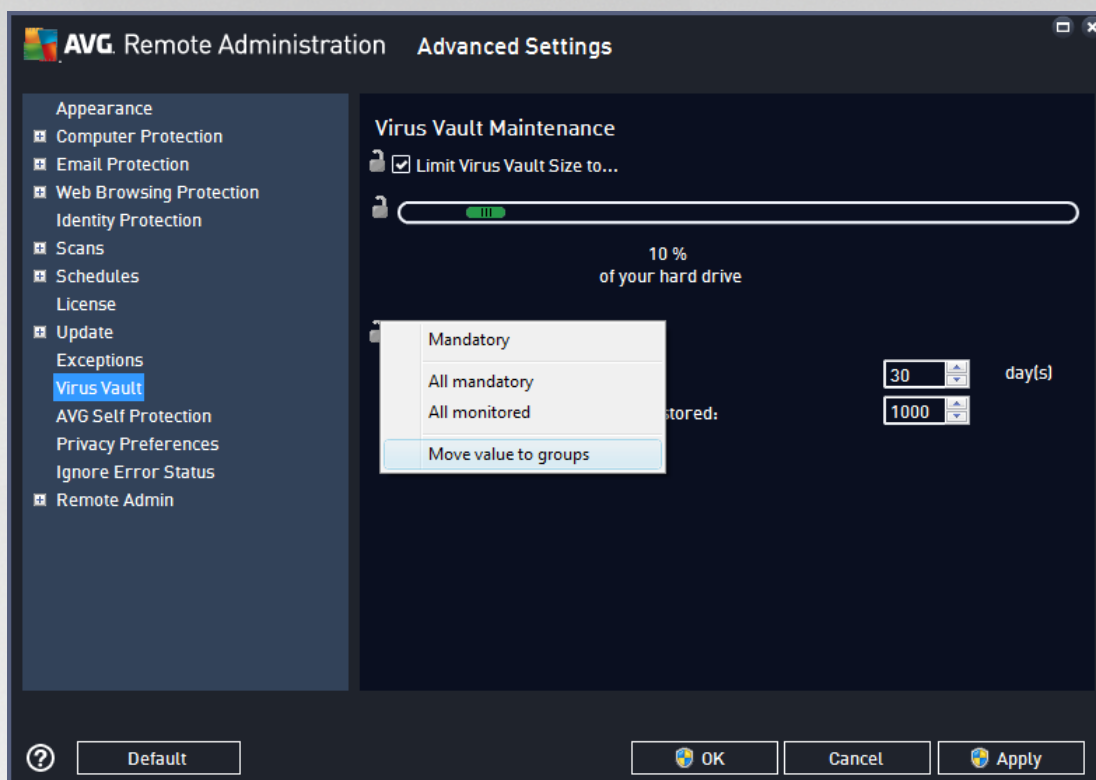 AVG. Remote Administration Advanced Settings
Appearance
Computer Protection
Email Protection
Web Browsing Protection
Identity Protection
Scans
Schedules
License
Update
Exceptions
Virus Vault
AVG Self Protection
Privacy Preferences
Ignore Error Status
Remote Admin
Virus Vault Maintenance
Limit Virus Vault Size to...
10 %
of your hard drive
Mandatory
All mandatory
All monitored
Move value to groups
30 day(s)
stored: 1000
Default
OK
Cancel
Apply